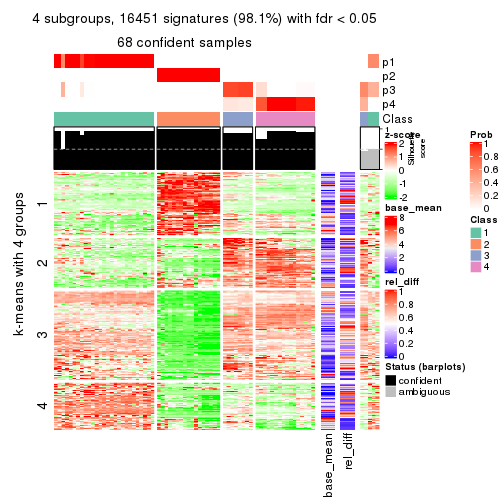 4 subgroups, 16451 signatures (98.1%) with fdr < 0.05
68 confident samples
p1
p2
p3
p4
Class
1
Silhouette
score
k-means with 4 groups
1
2
3
4
base_mean
rel_diff
z-score
2
1
0
-1
-2
base_mean
8
6
4
2
0
rel_diff
1
0.8
0.6
0.4
0.2
0
Status (barplots)
confident
ambiguous
Prob
1
0.8
0.6
0.4
0.2
0
Class
1
2
3
4